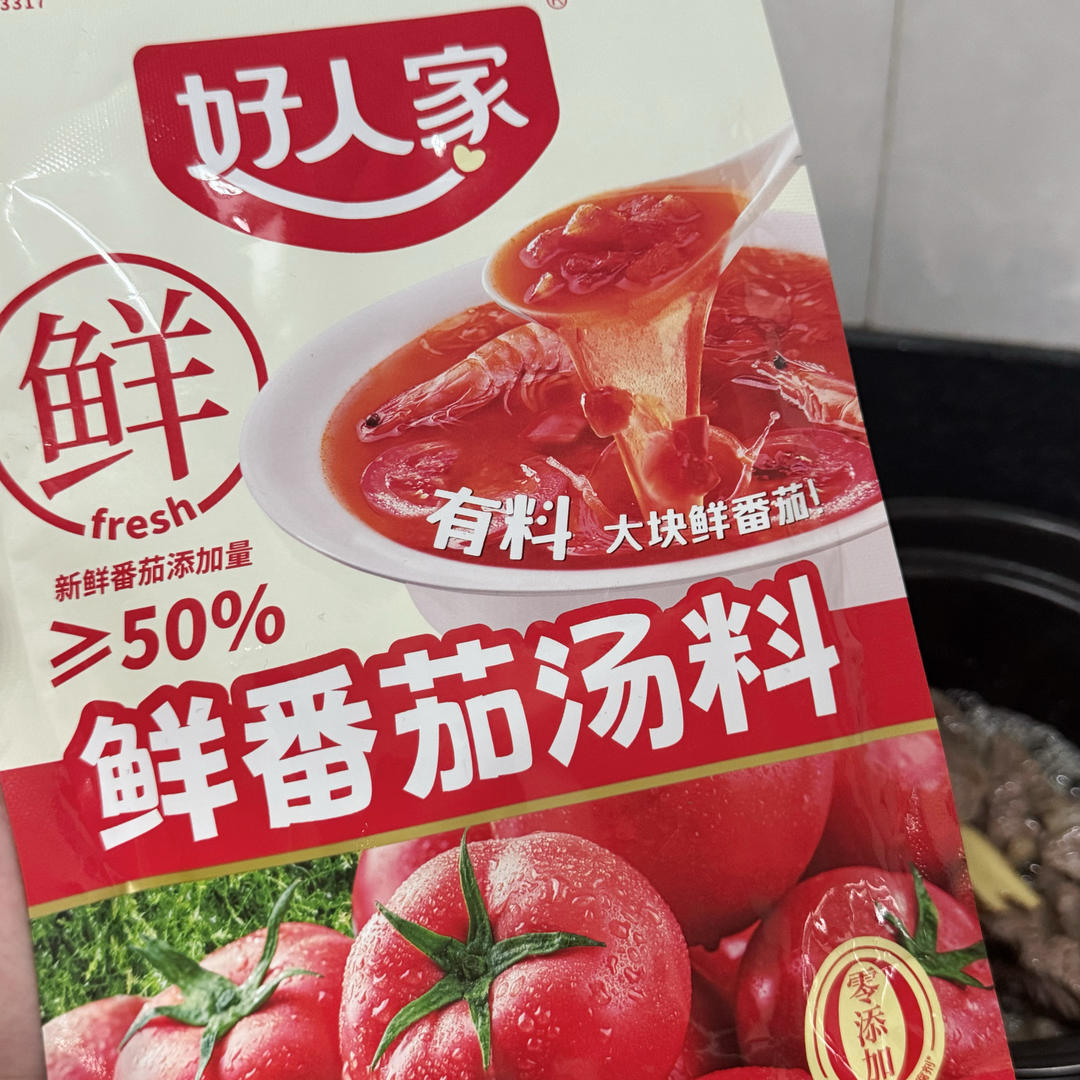 3317
®
好人家
鲜
fresh
新鲜番茄添加量
≥50%
有料 大块鲜番茄!
鲜番茄汤料
零添加